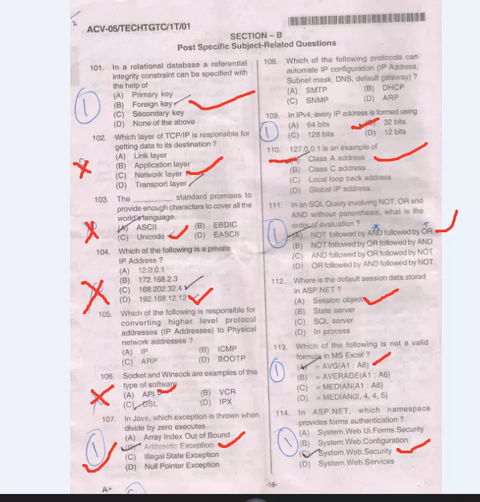 2
ACV-05/TECHTGTC/1T/01
SECTION – B
Post Specific Subject-Related Questions
101. In a rotational database a referential
integrity constraint can be specified with
the help of
(A) Primary key
(B) Foreign key
(C) Secondary key
(D) None of the above
102. Which layer of TCP/IP is responsible for
getting data to its destination ?
(A) Link layer
(B) Application layer
(C) Network layer
(D) Transport layer
103. The ________ standard promises to
provide enough characters to cover all the
world's language.
(A) ASCII (B) EBDIC
(C) Unicode (D) EASCII
104. Which of the following is a private
IP Address ?
(A) 12.0.0.1
(B) 172.168.2.3
(C) 168.202.32.4
(D) 192.168.12.12
105. Which of the following is responsible for
converting higher level protocol
addresses (IP Addresses) to Physical
network addresses ?
(A) IP (B) ICMP
(C) ARP (D) BOOTP
106. Socket and Winsock are examples of this
type of software
(A) API (B) VCR
(C) DSL (D) IPX
107. In Java, which exception is thrown when
divide by zero executes
(A) Array Index Out of Bound
(B) Arithmetic Exception
(C) Illegal State Exception
(D) Null Pointer Exception
A*
108. Which of the following protocols can
automate IP configuration (IP Address,
Subnet mask, DNS, default gateway) ?
(A) SMTP (B) DHCP
(C) SNMP (D) ARP
109. In IPv4, every IP address is formed using
(A) 64 bits (B) 32 bits
(C) 128 bits (D) 12 bits
110. 127.0.0.1 is an example of
(A) Class A address
(B) Class C address
(C) Local loop back address
(D) Global IP address
111. In an SQL Query involving NOT, OR and
AND without parenthesis, what is the
order of evaluation ?
(A) NOT followed by AND followed by OR
(B) NOT followed by OR followed by AND
(C) AND followed by OR followed by NOT
(D) OR followed by AND followed by NOT
112. Where is the default session data stored
in ASP.NET ?
(A) Session object
(B) State server
(C) SQL server
(D) In process
113. Which of the following is not a valid
formula in MS Excel ?
(A) = AVG(A1 : A6)
(B) = AVERAGE(A1 : A6)
(C) = MEDIAN(A1 : A6)
(D) = MEDIAN(2, 4, 4, 5)
114. In ASP.NET, which namespace
provides forms authentication ?
(A) System.Web.Ui.Forms.Security
(B) System.Web.Configuration
(C) System.Web.Security
(D) System.Web.Services
-16-